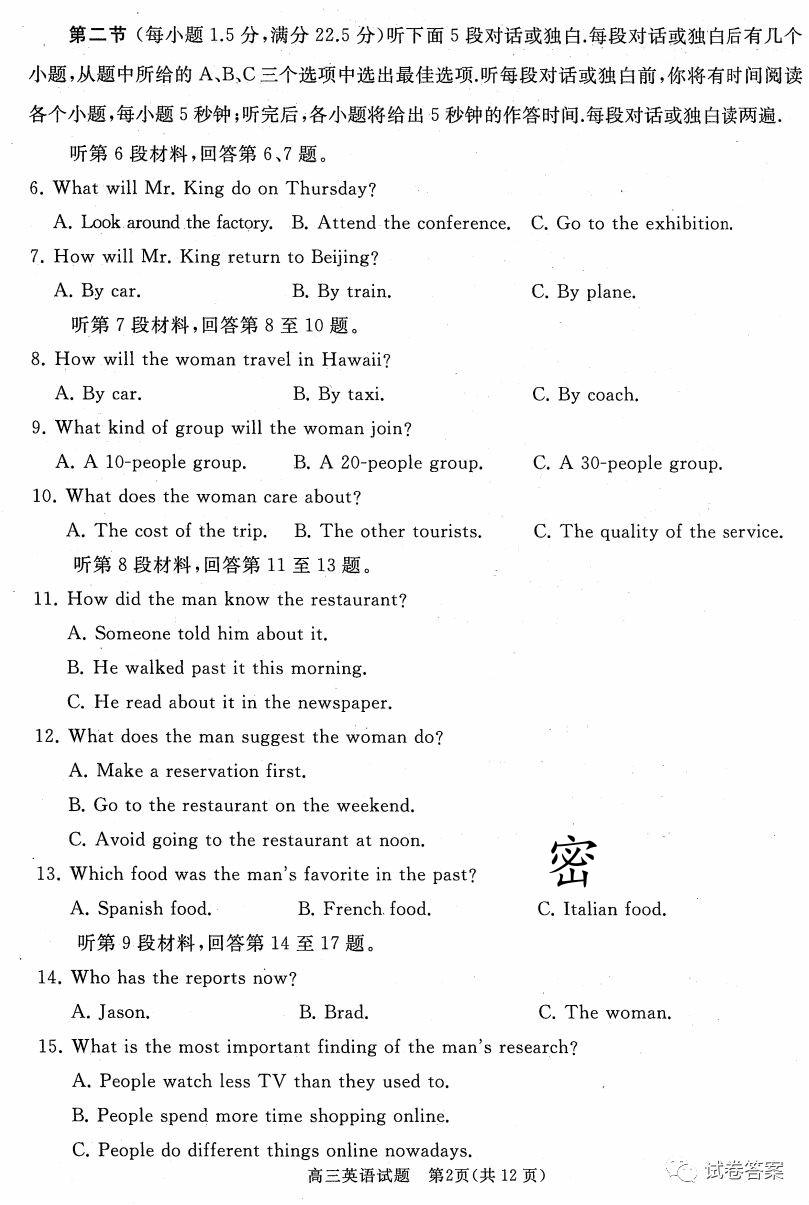 第二节 (每小题 1.5 分,满分 22.5 分)听下面 5 段对话或独白.每段对话或独白后有几个
小题,从题中所给的 A、B、C 三个选项中选出最佳选项.听每段对话或独白前,你将有时间阅读
各个小题,每小题 5 秒钟;听完后,各小题将给出 5 秒钟的作答时间.每段对话或独白读两遍.
听第 6 段材料,回答第 6、7 题。
6. What will Mr. King do on Thursday?
A. Look around the factory. B. Attend the conference. C. Go to the exhibition.
7. How will Mr. King return to Beijing?
A. By car. B. By train. C. By plane.
听第 7 段材料,回答第 8 至 10 题。
8. How will the woman travel in Hawaii?
A. By car. B. By taxi. C. By coach.
9. What kind of group will the woman join?
A. A 10-people group. B. A 20-people group. C. A 30-people group.
10. What does the woman care about?
A. The cost of the trip. B. The other tourists. C. The quality of the service.
听第 8 段材料,回答第 11 至 13 题。
11. How did the man know the restaurant?
A. Someone told him about it.
B. He walked past it this morning.
C. He read about it in the newspaper.
12. What does the man suggest the woman do?
A. Make a reservation first.
B. Go to the restaurant on the weekend.
C. Avoid going to the restaurant at noon.
密
13. Which food was the man's favorite in the past?
A. Spanish food. B. French food. C. Italian food.
听第 9 段材料,回答第 14 至 17 题。
14. Who has the reports now?
A. Jason. B. Brad. C. The woman.
15. What is the most important finding of the man's research?
A. People watch less TV than they used to.
B. People spend more time shopping online.
C. People do different things online nowadays.
高三英语试题 第2页(共 12 页)
试卷答案